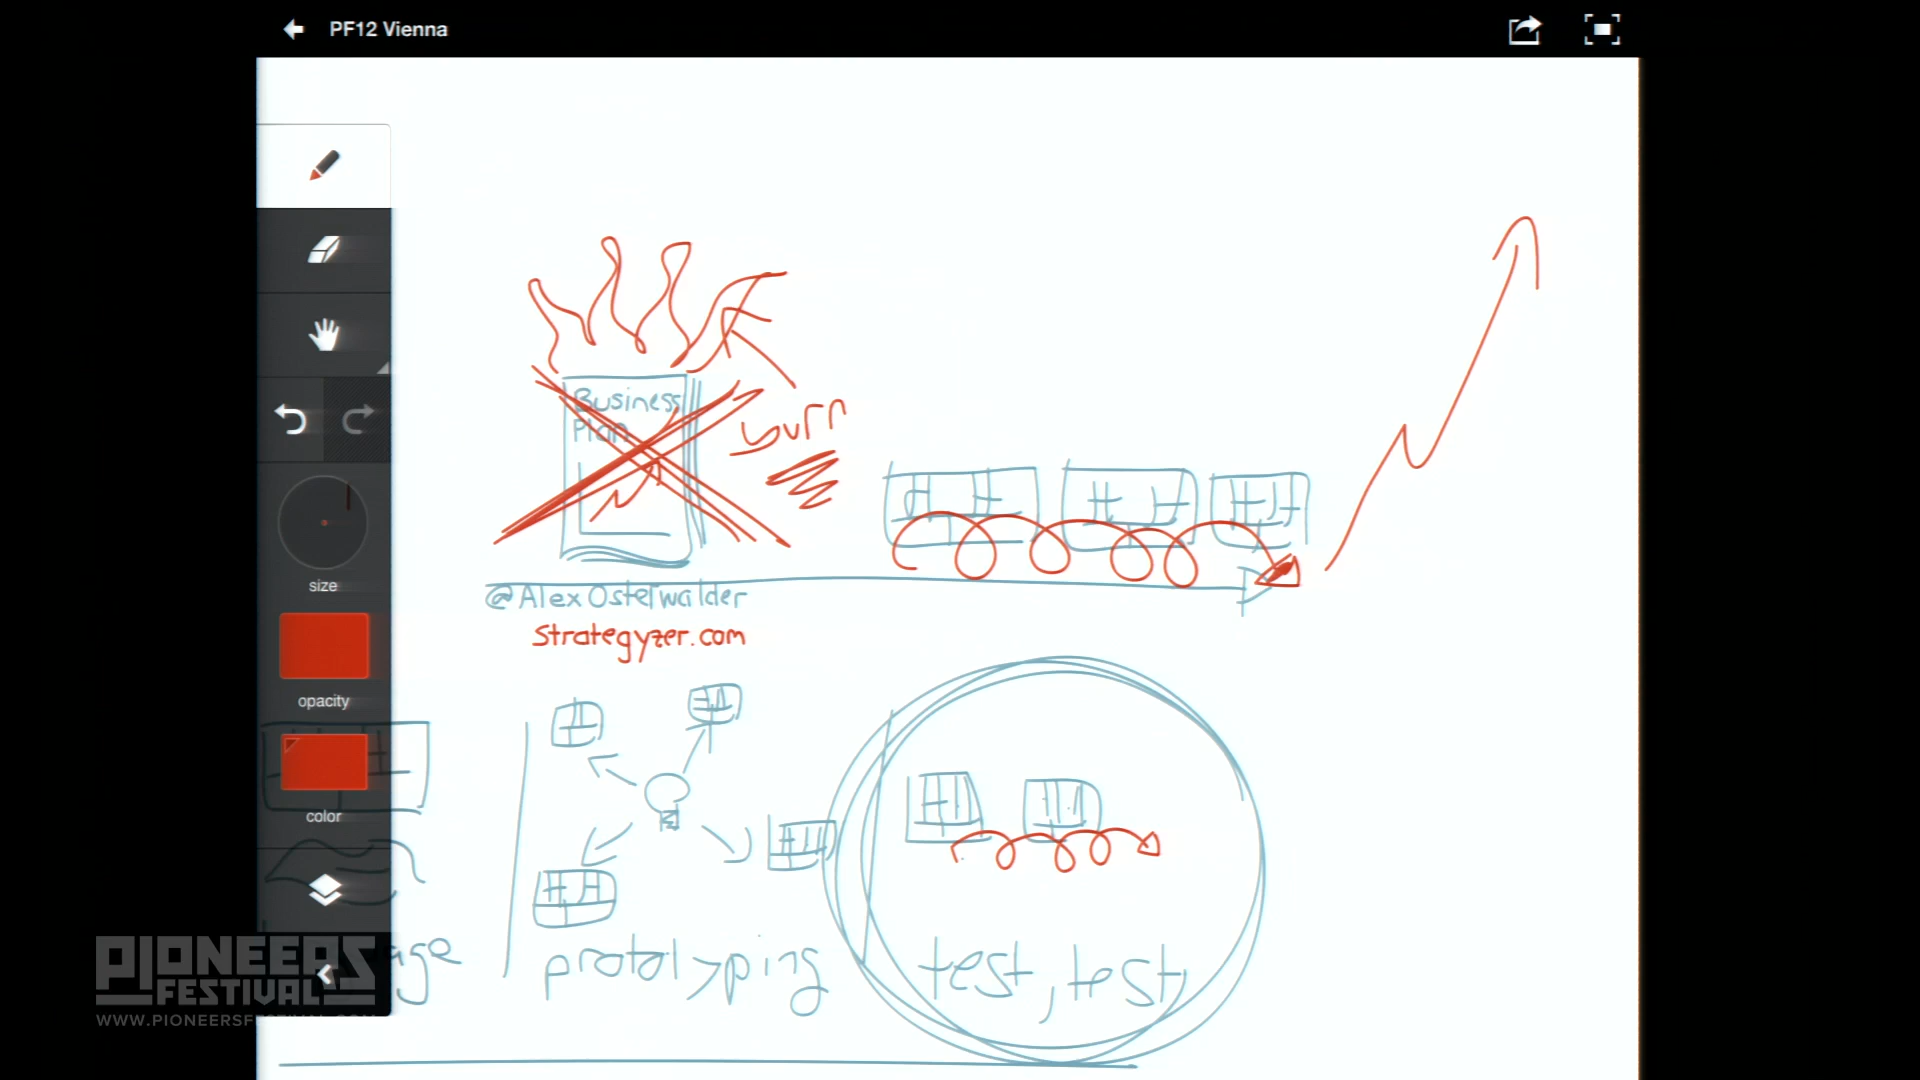 PF12 Vienna
Business
Plan
burn
@AlexOsterwalder
strategyzer.com
size
opacity
color
prototyping
test, test,
PIONEERS
FESTIVAL